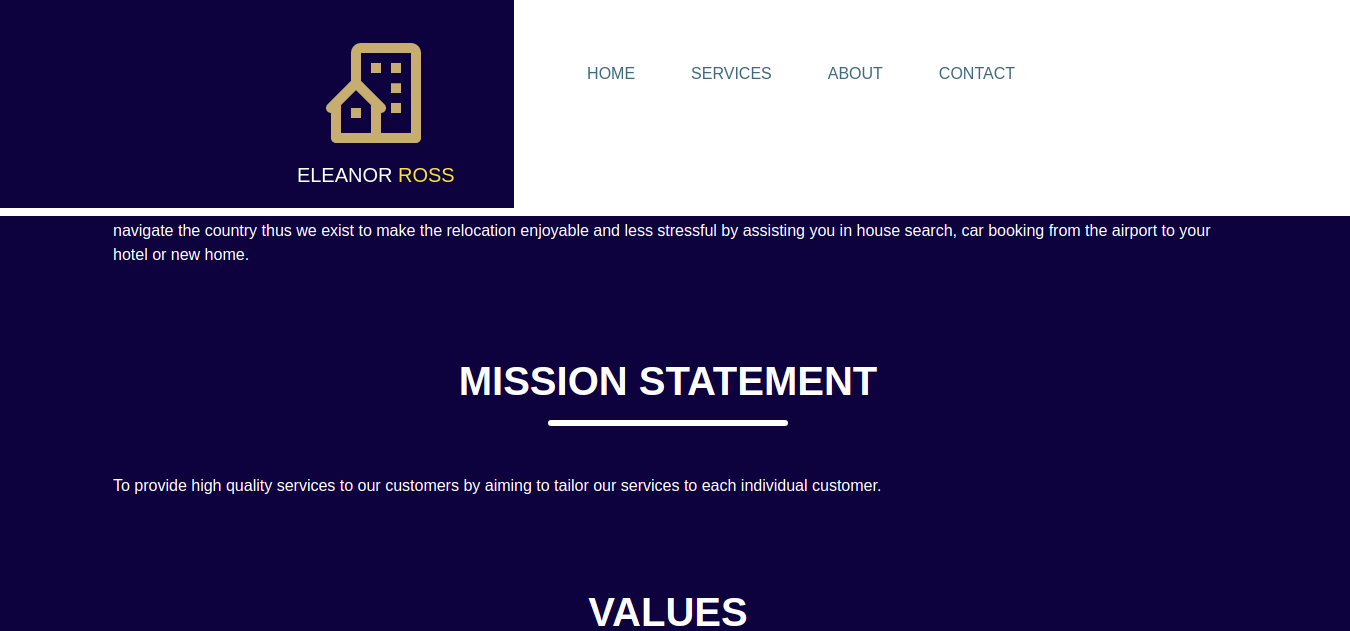 HOME SERVICES ABOUT CONTACT
ELEANOR ROSS
navigate the country thus we exist to make the relocation enjoyable and less stressful by assisting you in house search, car booking from the airport to your
hotel or new home.
MISSION STATEMENT
To provide high quality services to our customers by aiming to tailor our services to each individual customer.
VALUES